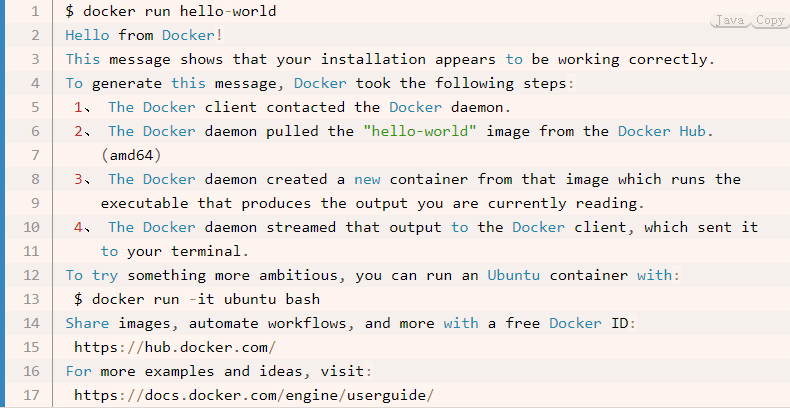 Java Copy
1 $ docker run hello-world
2 Hello from Docker!
3 This message shows that your installation appears to be working correctly.
4 To generate this message, Docker took the following steps:
5 1、 The Docker client contacted the Docker daemon.
6 2、 The Docker daemon pulled the "hello-world" image from the Docker Hub.
7 (amd64)
8 3、 The Docker daemon created a new container from that image which runs the
9 executable that produces the output you are currently reading.
10 4、 The Docker daemon streamed that output to the Docker client, which sent it
11 to your terminal.
12 To try something more ambitious, you can run an Ubuntu container with:
13 $ docker run -it ubuntu bash
14 Share images, automate workflows, and more with a free Docker ID:
15 https://hub.docker.com/
16 For more examples and ideas, visit:
17 https://docs.docker.com/engine/userguide/